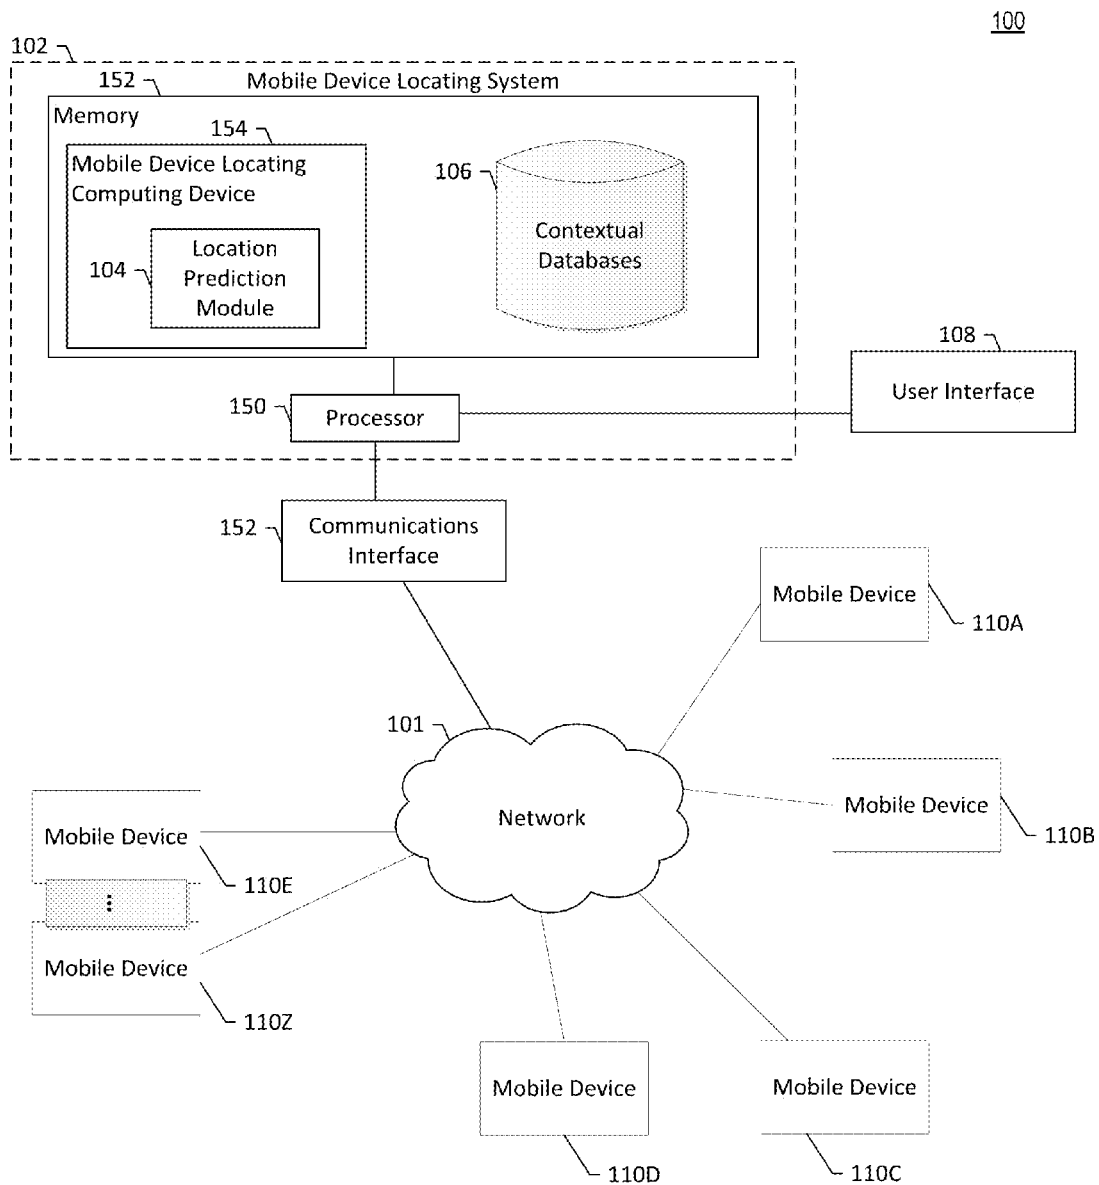 100
102
Mobile Device Locating System
152
Memory
154
Mobile Device Locating
Computing Device
104
Location
Prediction
Module
106
Contextual
Databases
108
User Interface
150
Processor
152
Communications
Interface
Mobile Device
110A
101
Network
Mobile Device
110B
Mobile Device
110E
...
Mobile Device
110Z
Mobile Device
110D
Mobile Device
110C